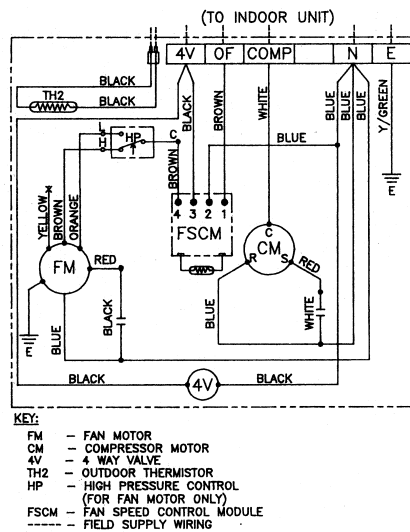 (TO INDOOR UNIT)
4V OF COMP N E
BLACK
TH2
BLACK
BLACK
BROWN
WHITE
BLUE
BLUE
BLUE
Y/GREEN
L
H
HP
C
BLUE
BROWN
YELLOW
BROWN
ORANGE
4 3 2 1
FSCM
E
C
CM
R S
FM
RED
RED
E
BLUE
BLACK
BLUE
WHITE
BLACK
4V
BLACK
KEY:
FM - FAN MOTOR
CM - COMPRESSOR MOTOR
4V - 4 WAY VALVE
TH2 - OUTDOOR THERMISTOR
HP - HIGH PRESSURE CONTROL
(FOR FAN MOTOR ONLY)
FSCM - FAN SPEED CONTROL MODULE
----- - FIELD SUPPLY WIRING